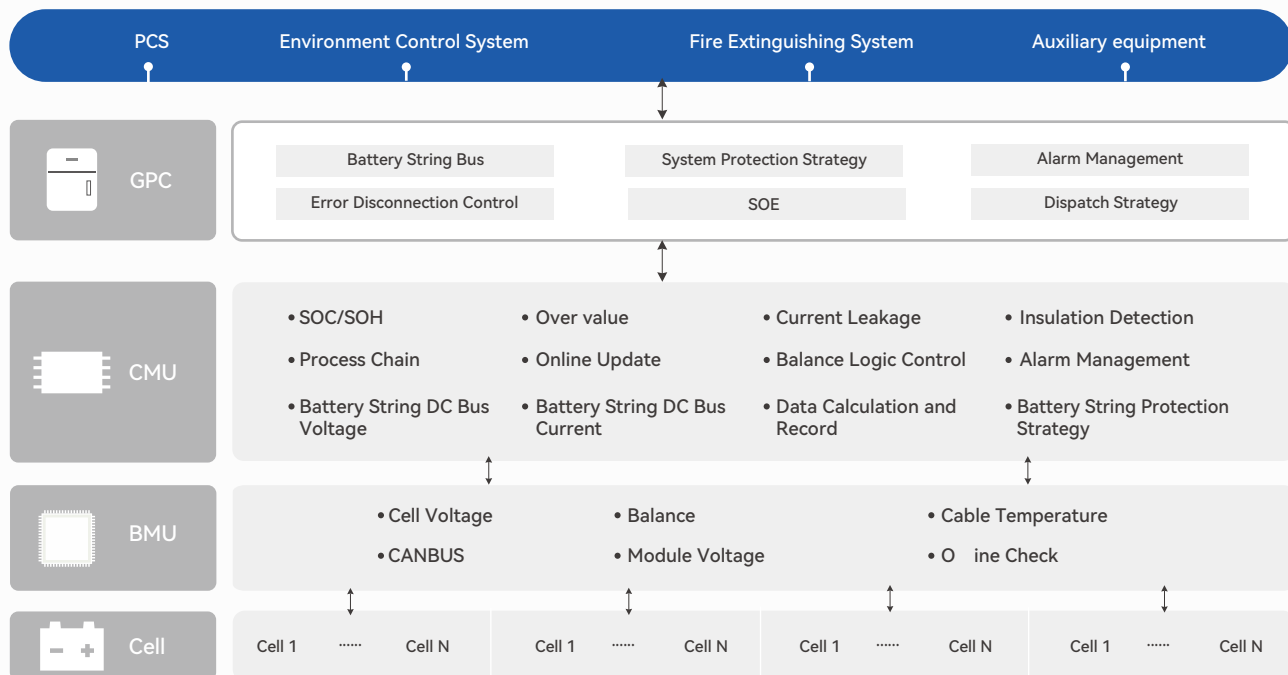 PCS Environment Control System Fire Extinguishing System Auxiliary equipment
GPC
Battery String Bus System Protection Strategy Alarm Management
Error Disconnection Control SOE Dispatch Strategy
CMU
• SOC/SOH • Over value • Current Leakage • Insulation Detection
• Process Chain • Online Update • Balance Logic Control • Alarm Management
• Battery String DC Bus Voltage • Battery String DC Bus Current • Data Calculation and Record • Battery String Protection Strategy
BMU
• Cell Voltage • Balance • Cable Temperature
• CANBUS • Module Voltage • O ine Check
Cell
Cell 1 ...... Cell N Cell 1 ...... Cell N Cell 1 ...... Cell N Cell 1 ...... Cell N